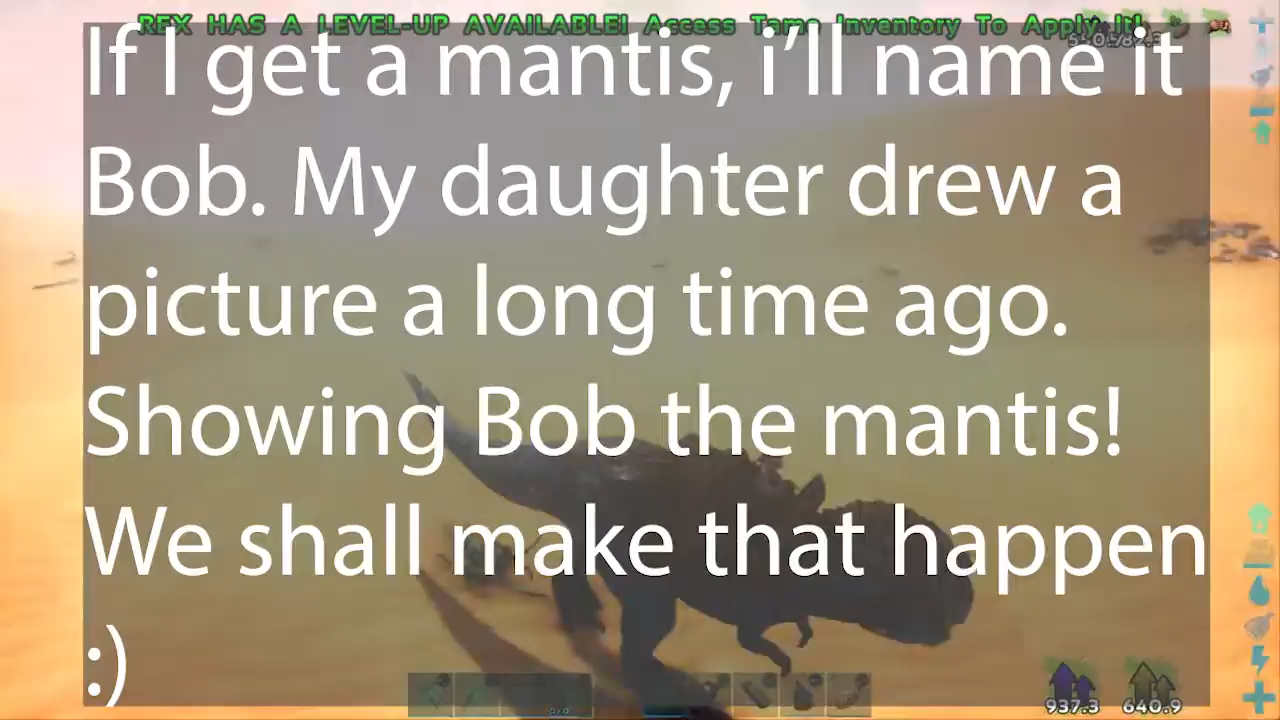 REX HAS A LEVEL-UP AVAILABLE! Access Tame Inventory To Apply It!
If I get a mantis, i’ll name it
Bob. My daughter drew a
picture a long time ago.
Showing Bob the mantis!
We shall make that happen
:)
937.3 640.9